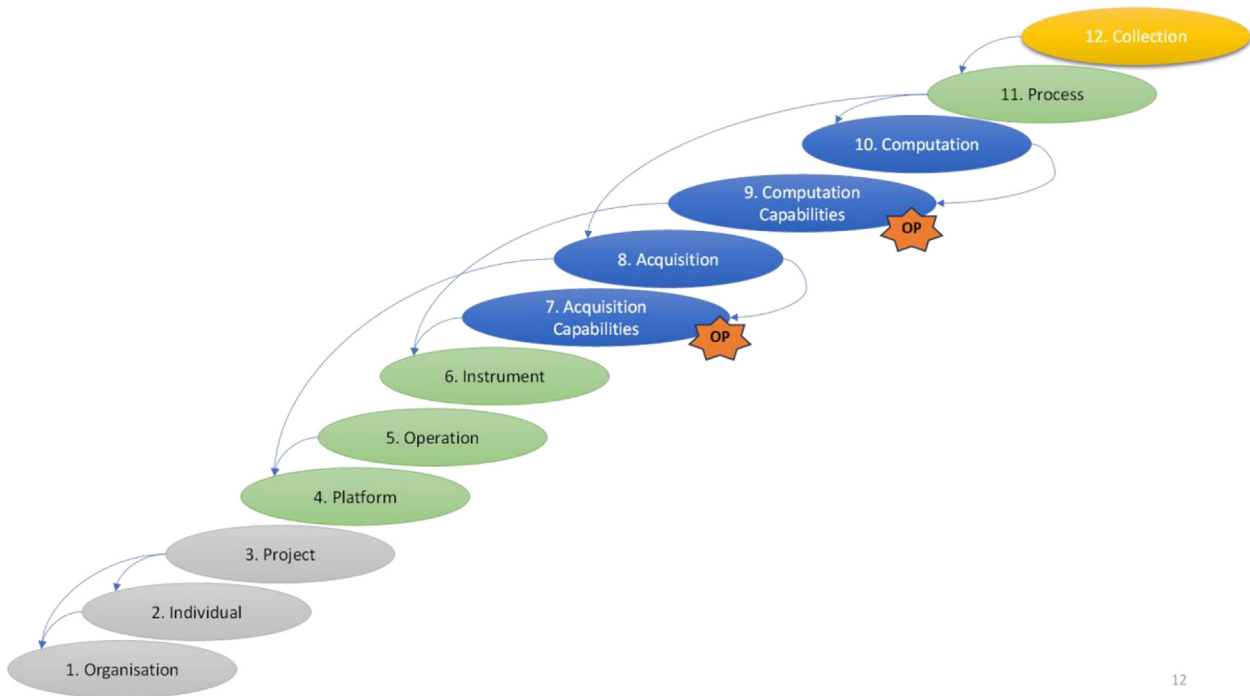 12. Collection
11. Process
10. Computation
9. Computation
Capabilities
OP
8. Acquisition
7. Acquisition
Capabilities
OP
6. Instrument
5. Operation
4. Platform
3. Project
2. Individual
1. Organisation
12